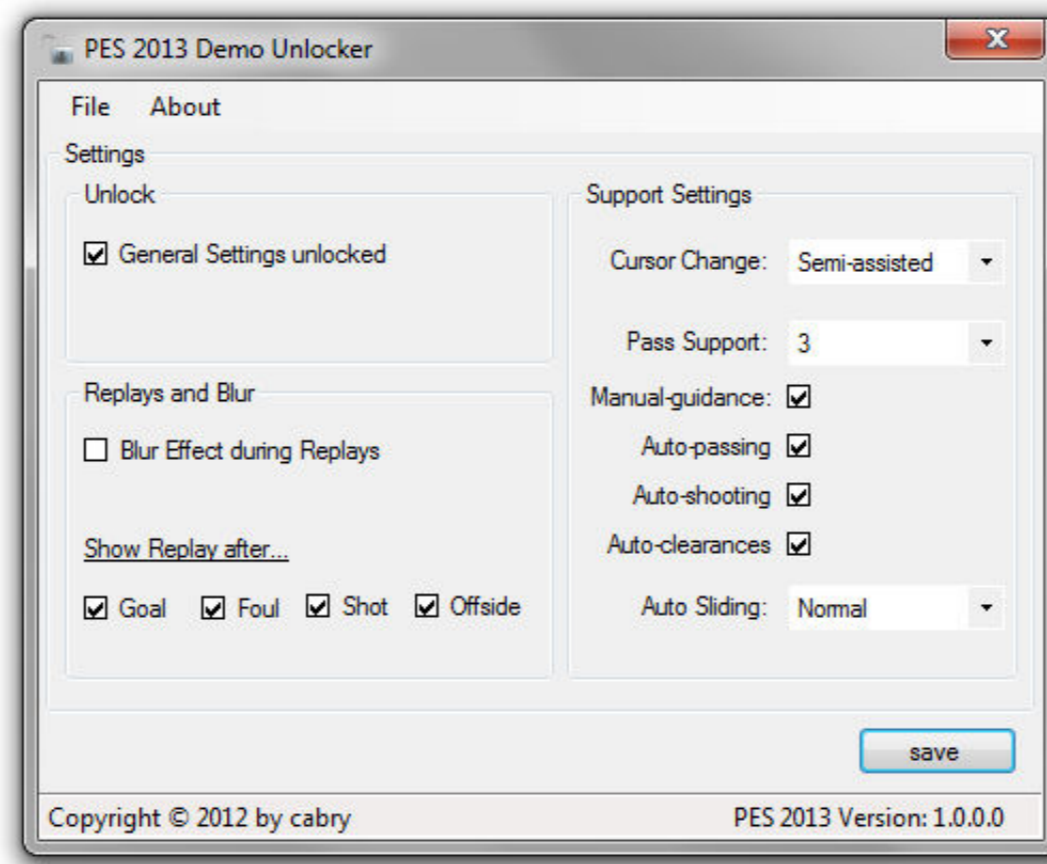 PES 2013 Demo Unlocker
File About
Settings
Unlock
General Settings unlocked
Replays and Blur
Blur Effect during Replays
Show Replay after...
Goal Foul Shot Offside
Support Settings
Cursor Change: Semi-assisted
Pass Support: 3
Manual-guidance:
Auto-passing
Auto-shooting
Auto-clearances
Auto Sliding: Normal
save
Copyright © 2012 by cabry
PES 2013 Version: 1.0.0.0